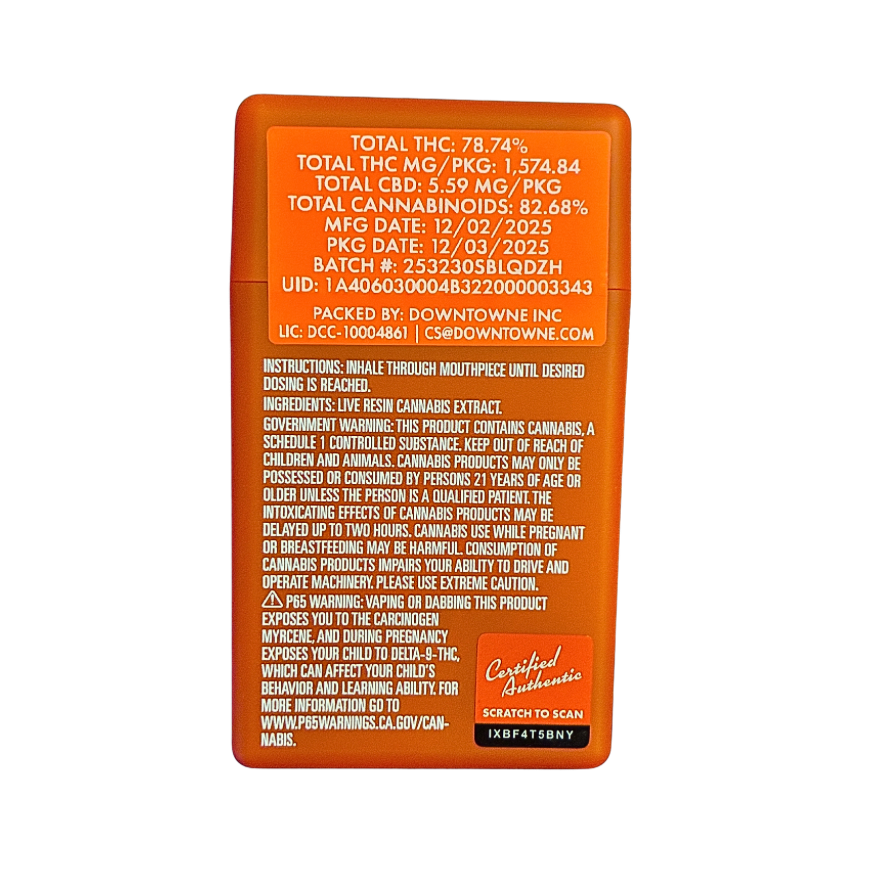 TOTAL THC: 78.74%
TOTAL THC MG/PKG: 1,574.84
TOTAL CBD: 5.59 MG/PKG
TOTAL CANNABINOIDS: 82.68%
MFG DATE: 12/02/2025
PKG DATE: 12/03/2025
BATCH #: 253230SBLQDZH
UID: 1A406030004B322000003343
PACKED BY: DOWNTOWNE INC
LIC: DCC-10004861 | CS@DOWNTOWNE.COM
INSTRUCTIONS: INHALE THROUGH MOUTHPIECE UNTIL DESIRED
DOSING IS REACHED.
INGREDIENTS: LIVE RESIN CANNABIS EXTRACT.
GOVERNMENT WARNING: THIS PRODUCT CONTAINS CANNABIS, A
SCHEDULE 1 CONTROLLED SUBSTANCE. KEEP OUT OF REACH OF
CHILDREN AND ANIMALS. CANNABIS PRODUCTS MAY ONLY BE
POSSESSED OR CONSUMED BY PERSONS 21 YEARS OF AGE OR
OLDER UNLESS THE PERSON IS A QUALIFIED PATIENT. THE
INTOXICATING EFFECTS OF CANNABIS PRODUCTS MAY BE
DELAYED UP TO TWO HOURS. CANNABIS USE WHILE PREGNANT
OR BREASTFEEDING MAY BE HARMFUL. CONSUMPTION OF
CANNABIS PRODUCTS IMPAIRS YOUR ABILITY TO DRIVE AND
OPERATE MACHINERY. PLEASE USE EXTREME CAUTION.
⚠ P65 WARNING: VAPING OR DABBING THIS PRODUCT
EXPOSES YOU TO THE CARCINOGEN
MYRCENE, AND DURING PREGNANCY
EXPOSES YOUR CHILD TO DELTA-9-THC,
WHICH CAN AFFECT YOUR CHILD'S
BEHAVIOR AND LEARNING ABILITY. FOR
MORE INFORMATION GO TO
WWW.P65WARNINGS.CA.GOV/CAN-
NABIS.
Certified
Authentic
SCRATCH TO SCAN
IXBF4T5BNY